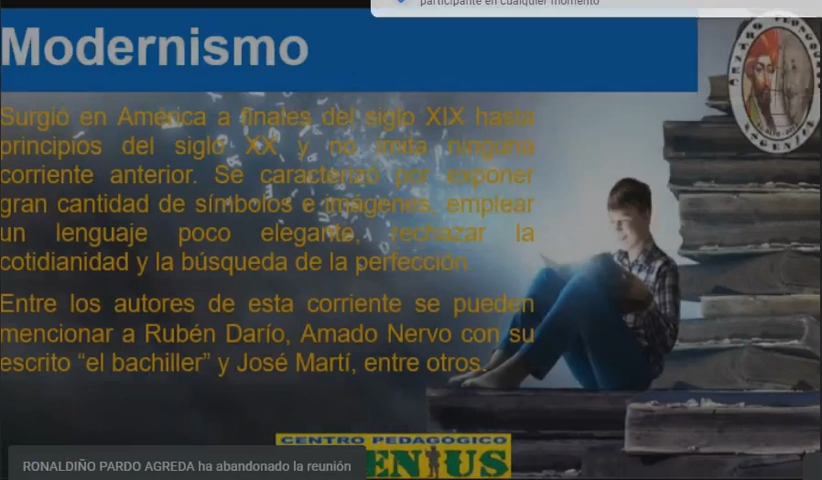 participante en cualquier momento
Modernismo
Surgió en América a finales del siglo XIX hasta
principios del siglo XX y no imita ninguna
corriente anterior. Se caracterizó por exponer
gran cantidad de símbolos e imágenes, emplear
un lenguaje poco elegante, rechazar la
cotidianidad y la búsqueda de la perfección.
Entre los autores de esta corriente se pueden
mencionar a Rubén Darío, Amado Nervo con su
escrito “el bachiller” y José Martí, entre otros.
CENTRO PEDAGÓGICO
ENIUS
RONALDIÑO PARDO AGREDA ha abandonado la reunión